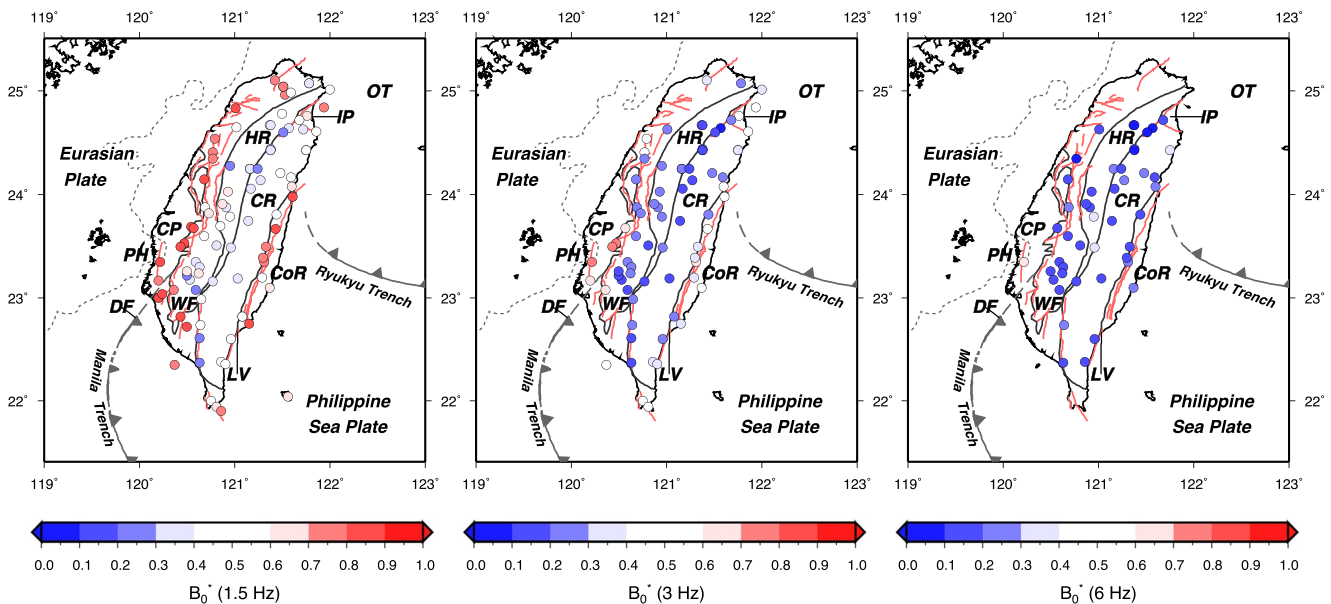 119° 120° 121° 122° 123°
25°
24°
23°
22°
OT
IP
HR
Eurasian
Plate
CR
CP
PH
CoR
Ryukyu Trench
DF
WF
Manila Trench
LV
Philippine
Sea Plate
119° 120° 121° 122° 123°
0.0 0.1 0.2 0.3 0.4 0.5 0.6 0.7 0.8 0.9 1.0
B₀* (1.5 Hz)
119° 120° 121° 122° 123°
25°
24°
23°
22°
OT
IP
HR
Eurasian
Plate
CR
CP
PH
CoR
Ryukyu Trench
DF
WF
Manila Trench
LV
Philippine
Sea Plate
119° 120° 121° 122° 123°
0.0 0.1 0.2 0.3 0.4 0.5 0.6 0.7 0.8 0.9 1.0
B₀* (3 Hz)
119° 120° 121° 122° 123°
25°
24°
23°
22°
OT
IP
HR
Eurasian
Plate
CR
CP
PH
CoR
Ryukyu Trench
DF
WF
Manila Trench
LV
Philippine
Sea Plate
119° 120° 121° 122° 123°
0.0 0.1 0.2 0.3 0.4 0.5 0.6 0.7 0.8 0.9 1.0
B₀* (6 Hz)